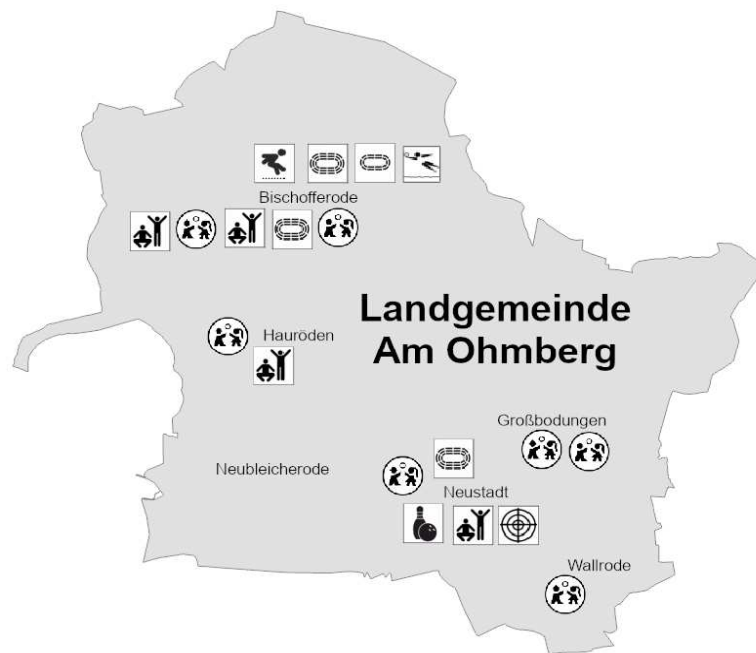 Bischofferode
Landgemeinde
Am Ohmberg
Hauröden
Großbodungen
Neubleicherode
Neustadt
Wallrode